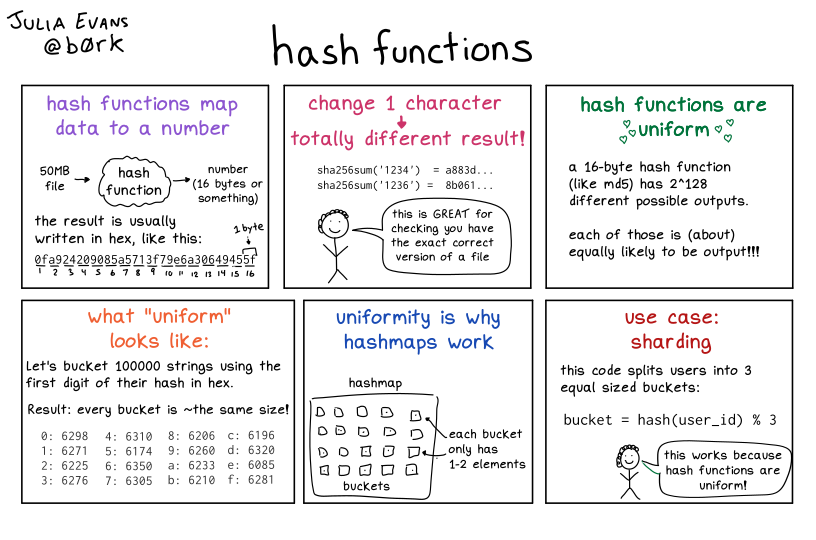 JULIA EVANS
@b0rk
hash functions
hash functions map
data to a number
50MB
file
hash
function
number
(16 bytes or
something)
the result is usually
written in hex, like this:
1 byte
0fa924209085a5713f79e6a30649455f
1 2 3 4 5 6 7 8 9 10 11 12 13 14 15 16
change 1 character
totally different result!
sha256sum('1234') = a883d...
sha256sum('1236') = 8b061...
this is GREAT for
checking you have
the exact correct
version of a file
hash functions are
uniform
a 16-byte hash function
(like md5) has 2^128
different possible outputs.
each of those is (about)
equally likely to be output!!!
what "uniform"
looks like:
Let's bucket 100000 strings using the
first digit of their hash in hex.
Result: every bucket is ~the same size!
0: 6298 4: 6310 8: 6206 c: 6196
1: 6271 5: 6174 9: 6260 d: 6320
2: 6225 6: 6350 a: 6233 e: 6085
3: 6276 7: 6305 b: 6210 f: 6281
uniformity is why
hashmaps work
hashmap
each bucket
only has
1-2 elements
buckets
use case:
sharding
this code splits users into 3
equal sized buckets:
bucket = hash(user_id) % 3
this works because
hash functions are
uniform!